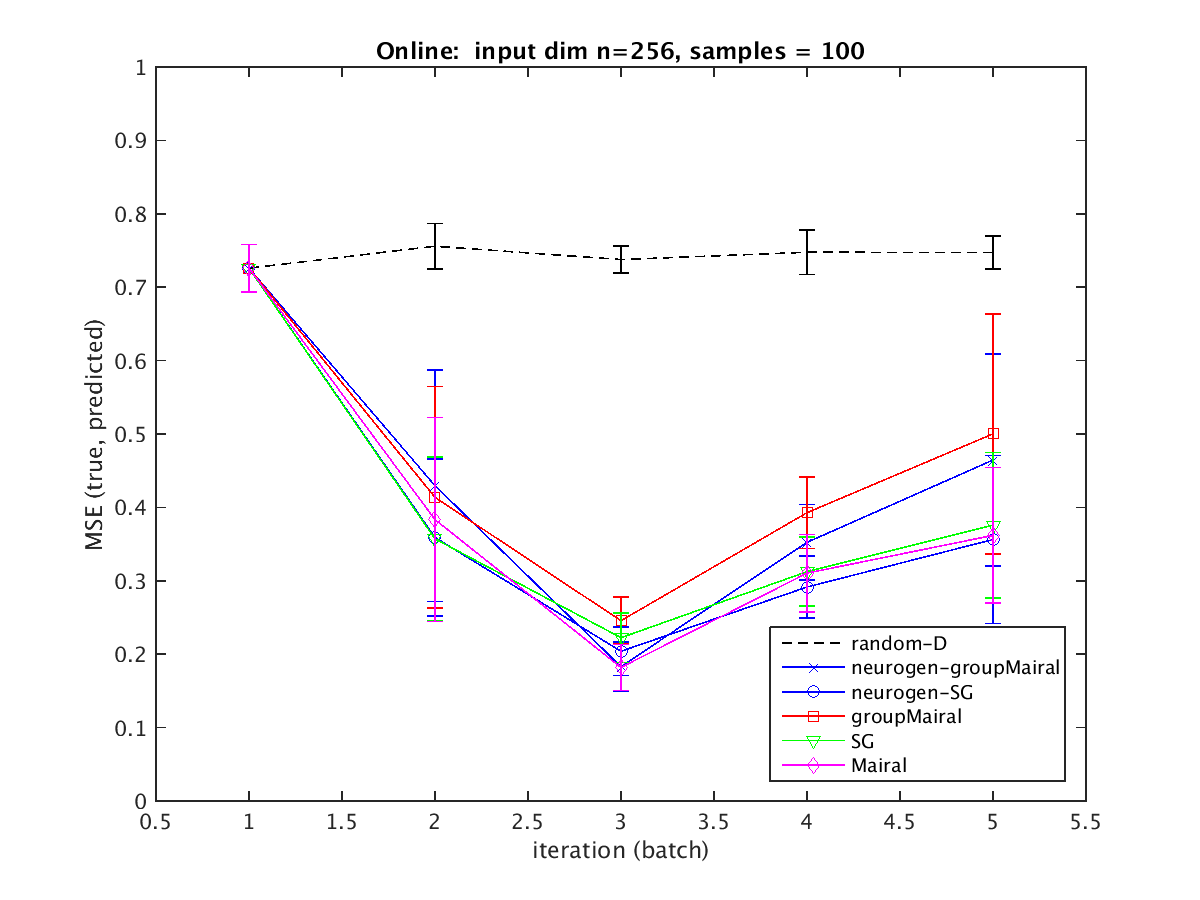 Online: input dim n=256, samples = 100
MSE (true, predicted)
1
0.9
0.8
0.7
0.6
0.5
0.4
0.3
0.2
0.1
0
0.5 1 1.5 2 2.5 3 3.5 4 4.5 5 5.5
iteration (batch)
random-D
neurogen-groupMairal
neurogen-SG
groupMairal
SG
Mairal